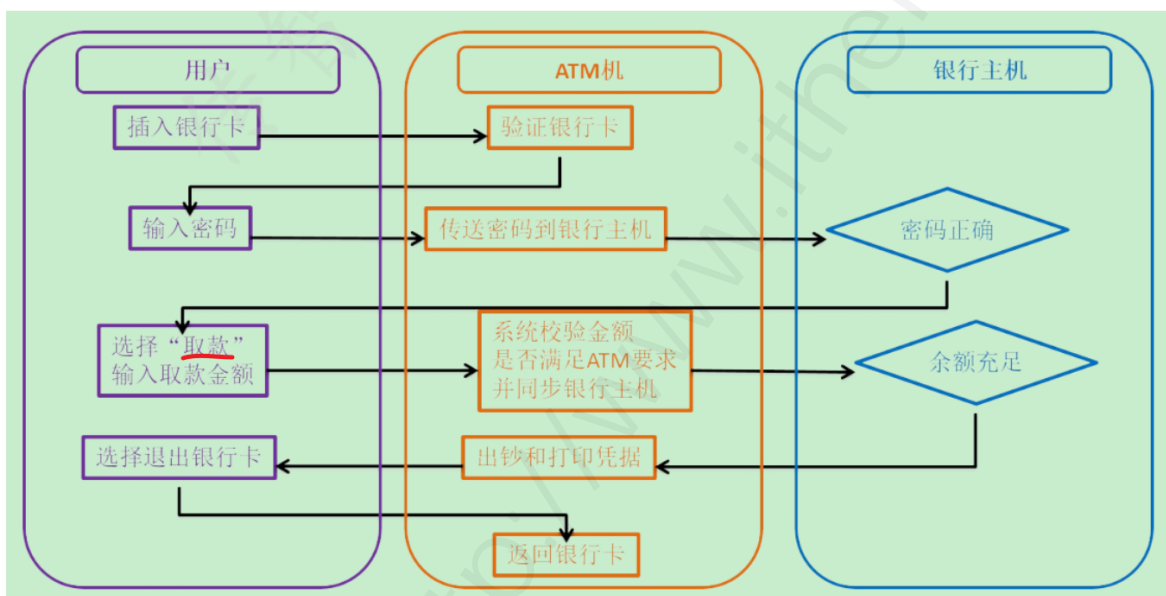 用户
ATM机
银行主机
插入银行卡
验证银行卡
输入密码
传送密码到银行主机
密码正确
选择“取款”
输入取款金额
系统校验金额
是否满足ATM要求
并同步银行主机
余额充足
选择退出银行卡
出钞和打印凭据
返回银行卡